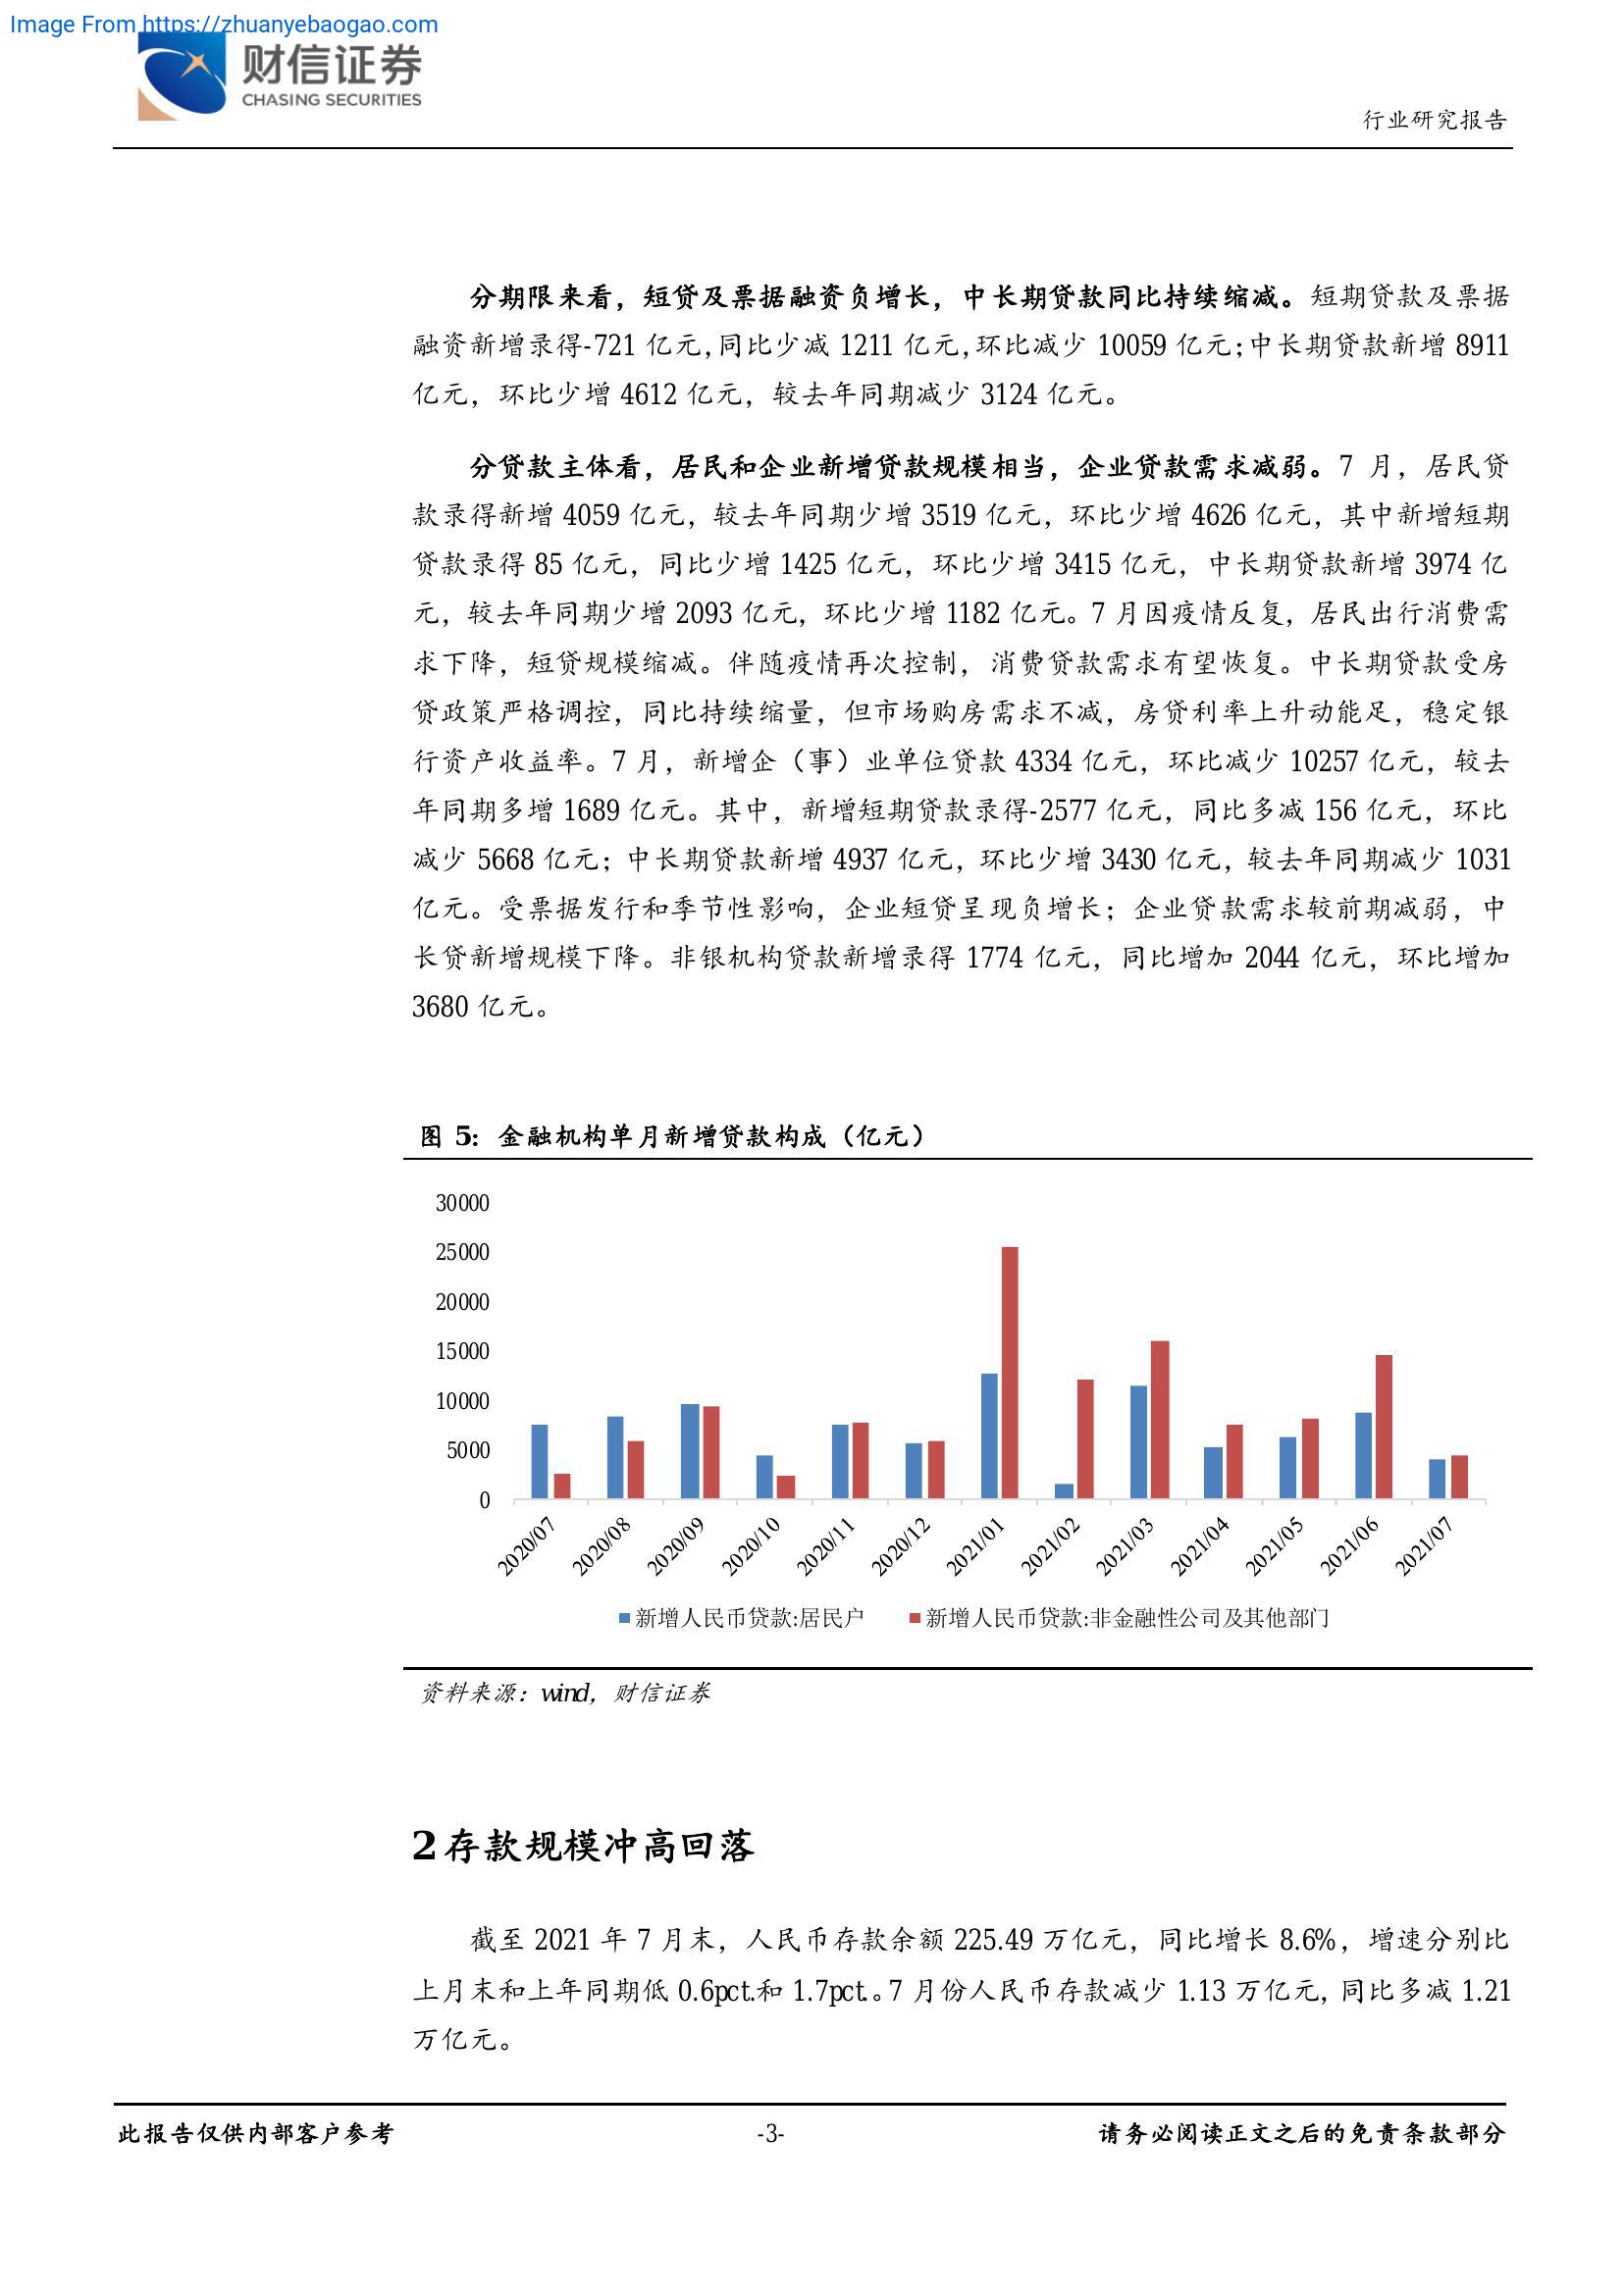 Image From https://zhuanyebaogao.com
财信证券
CHASING SECURITIES
行业研究报告
分期限来看，短贷及票据融资负增长，中长期贷款同比持续缩减。短期贷款及票据
融资新增录得-721 亿元，同比少减 1211 亿元，环比减少 10059 亿元；中长期贷款新增 8911
亿元，环比少增 4612 亿元，较去年同期减少 3124 亿元。
分贷款主体看，居民和企业新增贷款规模相当，企业贷款需求减弱。7 月，居民贷
款录得新增 4059 亿元，较去年同期少增 3519 亿元，环比少增 4626 亿元，其中新增短期
贷款录得 85 亿元，同比少增 1425 亿元，环比少增 3415 亿元，中长期贷款新增 3974 亿
元，较去年同期少增 2093 亿元，环比少增 1182 亿元。7 月因疫情反复，居民出行消费需
求下降，短贷规模缩减。伴随疫情再次控制，消费贷款需求有望恢复。中长期贷款受房
贷政策严格调控，同比持续缩量，但市场购房需求不减，房贷利率上升动能足，稳定银
行资产收益率。7 月，新增企（事）业单位贷款 4334 亿元，环比减少 10257 亿元，较去
年同期多增 1689 亿元。其中，新增短期贷款录得-2577 亿元，同比多减 156 亿元，环比
减少 5668 亿元；中长期贷款新增 4937 亿元，环比少增 3430 亿元，较去年同期减少 1031
亿元。受票据发行和季节性影响，企业短贷呈现负增长；企业贷款需求较前期减弱，中
长贷新增规模下降。非银机构贷款新增录得 1774 亿元，同比增加 2044 亿元，环比增加
3680 亿元。
图 5：金融机构单月新增贷款构成（亿元）
30000
25000
20000
15000
10000
5000
0
2020/07 2020/08 2020/09 2020/10 2020/11 2020/12 2021/01 2021/02 2021/03 2021/04 2021/05 2021/06 2021/07
新增人民币贷款:居民户 新增人民币贷款:非金融性公司及其他部门
资料来源：wind，财信证券
2 存款规模冲高回落
截至 2021 年 7 月末，人民币存款余额 225.49 万亿元，同比增长 8.6%，增速分别比
上月末和上年同期低 0.6pct.和 1.7pct.。7 月份人民币存款减少 1.13 万亿元，同比多减 1.21
万亿元。
此报告仅供内部客户参考 -3- 请务必阅读正文之后的免责条款部分